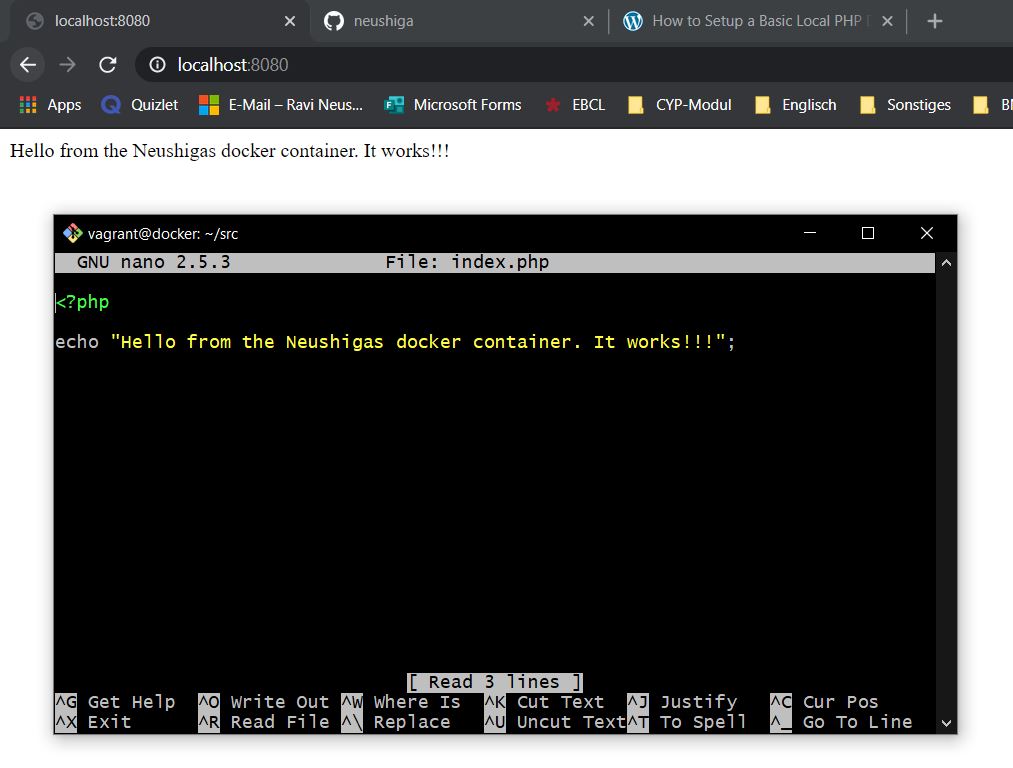 localhost:8080 neushiga How to Setup a Basic Local PHP
localhost:8080
Apps Quizlet E-Mail – Ravi Neus... Microsoft Forms EBCL CYP-Modul Englisch Sonstiges
Hello from the Neushigas docker container. It works!!!
vagrant@docker: ~/src
GNU nano 2.5.3 File: index.php
<?php
echo "Hello from the Neushigas docker container. It works!!!";
[ Read 3 lines ]
^G Get Help ^O Write Out ^W Where Is ^K Cut Text ^J Justify ^C Cur Pos
^X Exit ^R Read File ^\ Replace ^U Uncut Text ^T To Spell ^_ Go To Line